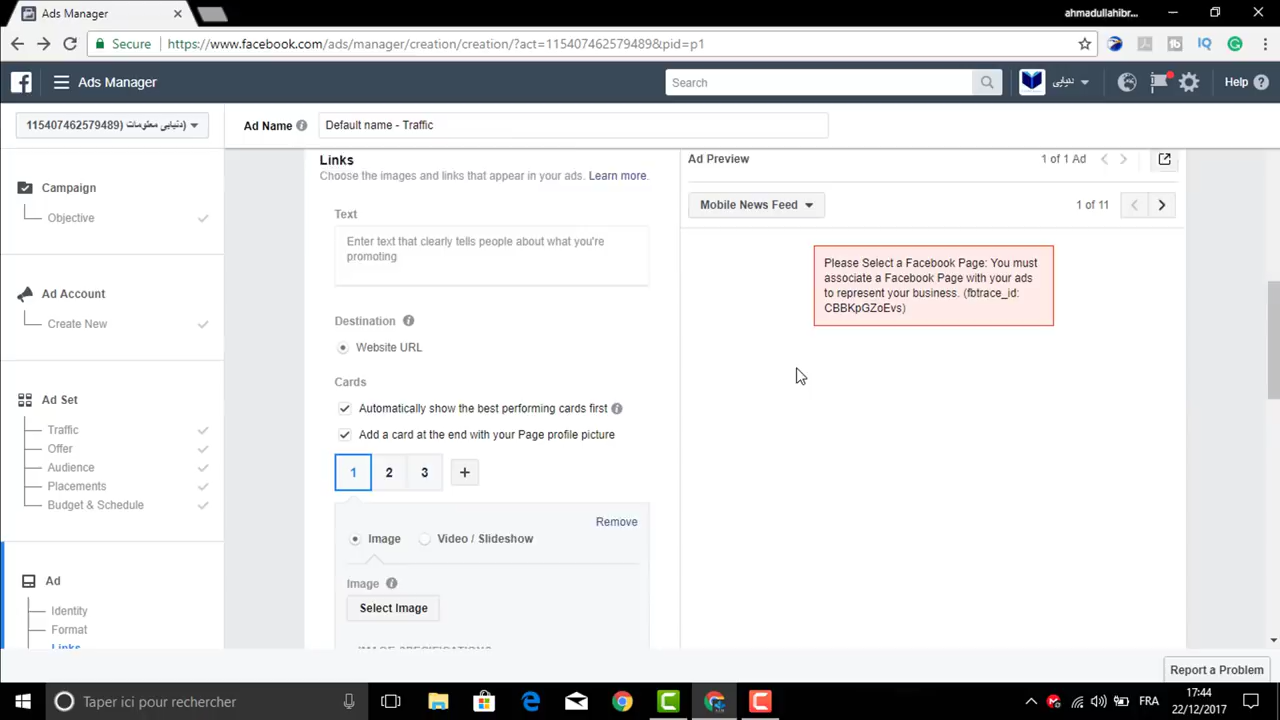 Ads Manager
ahmadullahibr...
Secure
https://www.facebook.com/ads/manager/creation/creation/?act=115407462579489&pid=p1
Ads Manager
Search
Help
115407462579489) دنیایی معلومات)
Ad Name
Default name - Traffic
Campaign
Objective
Ad Account
Create New
Ad Set
Traffic
Offer
Audience
Placements
Budget & Schedule
Ad
Identity
Format
Links
Links
Choose the images and links that appear in your ads. Learn more.
Text
Enter text that clearly tells people about what you're
promoting
Destination
Website URL
Cards
Automatically show the best performing cards first
Add a card at the end with your Page profile picture
1 2 3 +
Remove
Image
Video / Slideshow
Image
Select Image
IMAGE SPECIFICATIONS
Ad Preview
1 of 1 Ad
Mobile News Feed
1 of 11
Please Select a Facebook Page: You must
associate a Facebook Page with your ads
to represent your business. (fbtrace_id:
CBBKpGZoEvs)
Report a Problem
Taper ici pour rechercher
FRA
17:44
22/12/2017